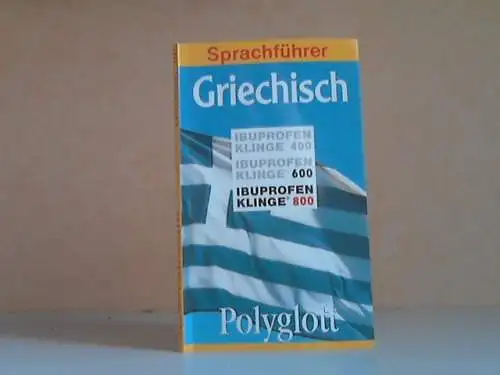 Sprachführer
Griechisch
IBUPROFEN
KLINGE® 400
IBUPROFEN
KLINGE® 600
IBUPROFEN
KLINGE® 800
Polyglott